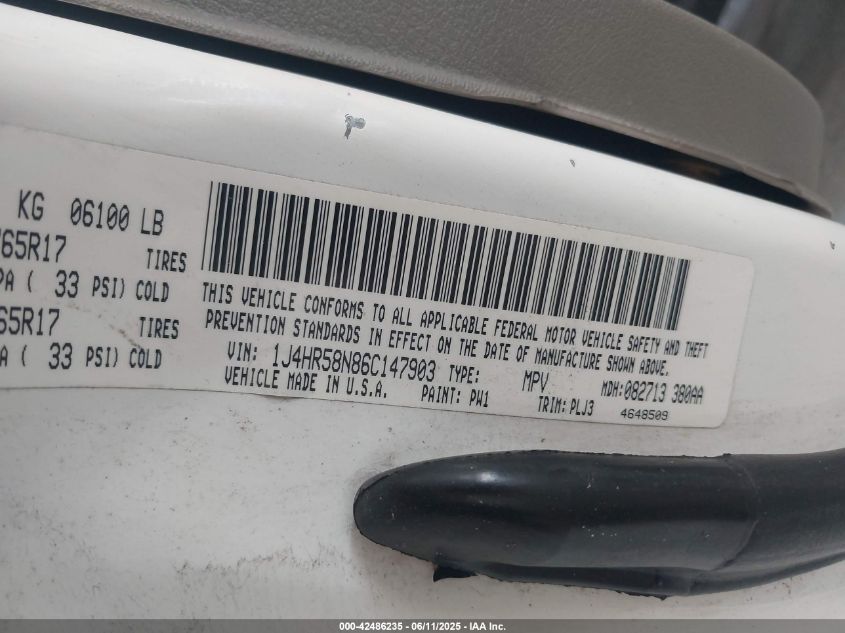 KG 06100 LB
65R17 TIRES
PA ( 33 PSI) COLD
65R17 TIRES
A ( 33 PSI) COLD
THIS VEHICLE CONFORMS TO ALL APPLICABLE FEDERAL MOTOR VEHICLE SAFETY AND THEFT
PREVENTION STANDARDS IN EFFECT ON THE DATE OF MANUFACTURE SHOWN ABOVE.
VIN: 1J4HR58N86C147903 TYPE: MPV MDH:082713 380AA
VEHICLE MADE IN U.S.A. PAINT: PW1 TRIM: PLJ3 4648509
000-42486235 - 06/11/2025 - IAA Inc.